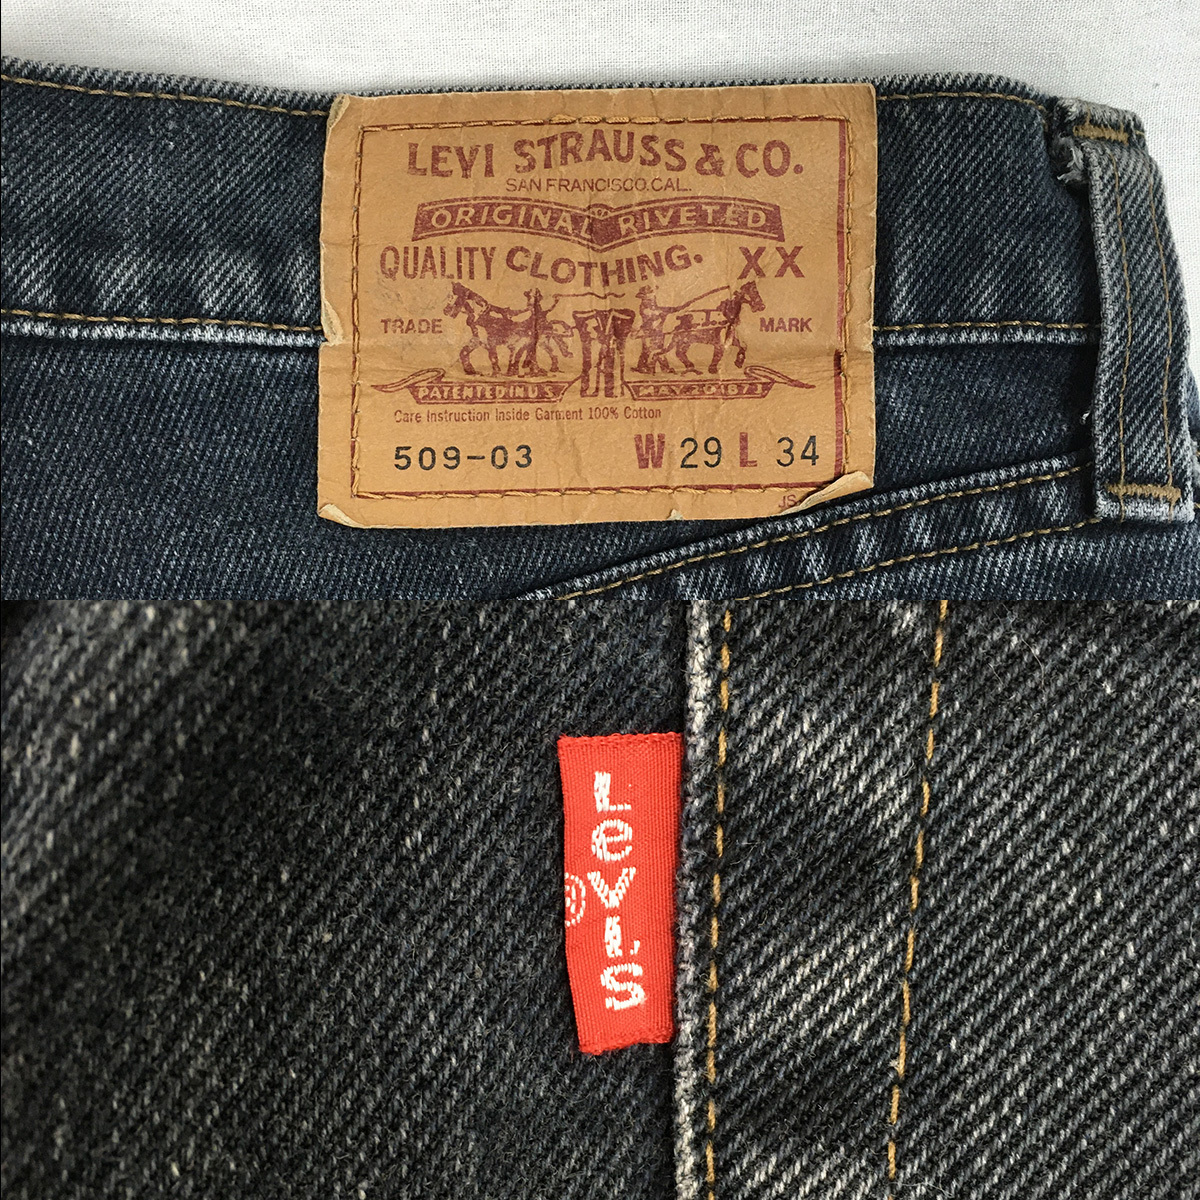 LEVI STRAUSS & CO.
SAN FRANCISCO.CAL.
ORIGINAL RIVETED
QUALITY CLOTHING. XX
TRADE MARK
PATENTED IN U S MAY 20 1873
Care Instruction Inside Garment 100% Cotton
509-03 W 29 L 34
JS
LeVI'S
®